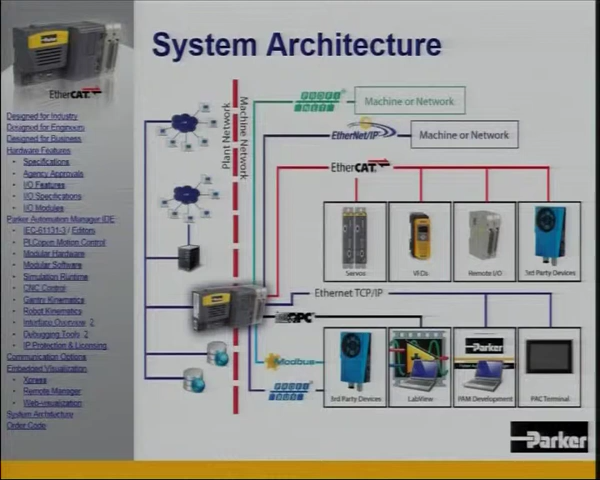 System Architecture
EtherCAT
Designed for Industry
Designed for Engineers
Designed for Business
Hardware Features
• Specifications
• Agency Approvals
• I/O Features
• I/O Specifications
• I/O Modules
Parker Automation Manager IDE
• IEC-61131-3 / Editors
• PLCopen Motion Control
• Modular Hardware
• Modular Software
• Simulation Runtime
• CNC Control
• Gantry Kinematics
• Robot Kinematics
• Interface Overview 2
• Debugging Tools 2
• IP Protection & Licensing
Communication Options
Embedded Visualization
• Xpress
• Remote Manager
• Web-visualization
System Architecture
Order Code
Plant Network
Machine Network
PROFINET
Machine or Network
EtherNet/IP
Machine or Network
EtherCAT
Servos
VFDs
Remote I/O
3rd Party Devices
Ethernet TCP/IP
OPC
Modbus
PROFIBUS
3rd Party Devices
LabView
Parker
PAM Development
PAC Terminal
Parker